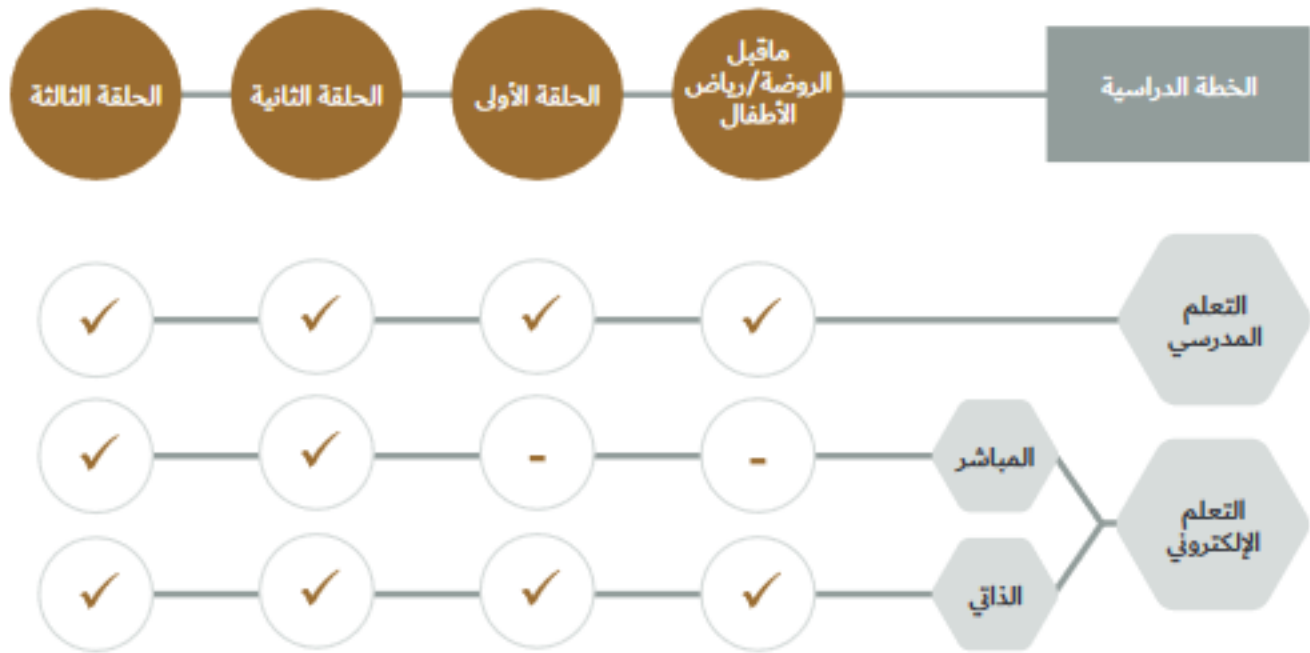 الخطة الدراسية
ماقبل
الروضة/رياض
الأطفال
الحلقة الأولى
الحلقة الثانية
الحلقة الثالثة
التعلم
المدرسي
✓
✓
✓
✓
التعلم
الإلكتروني
المباشر
-
-
✓
✓
الذاتي
✓
✓
✓
✓